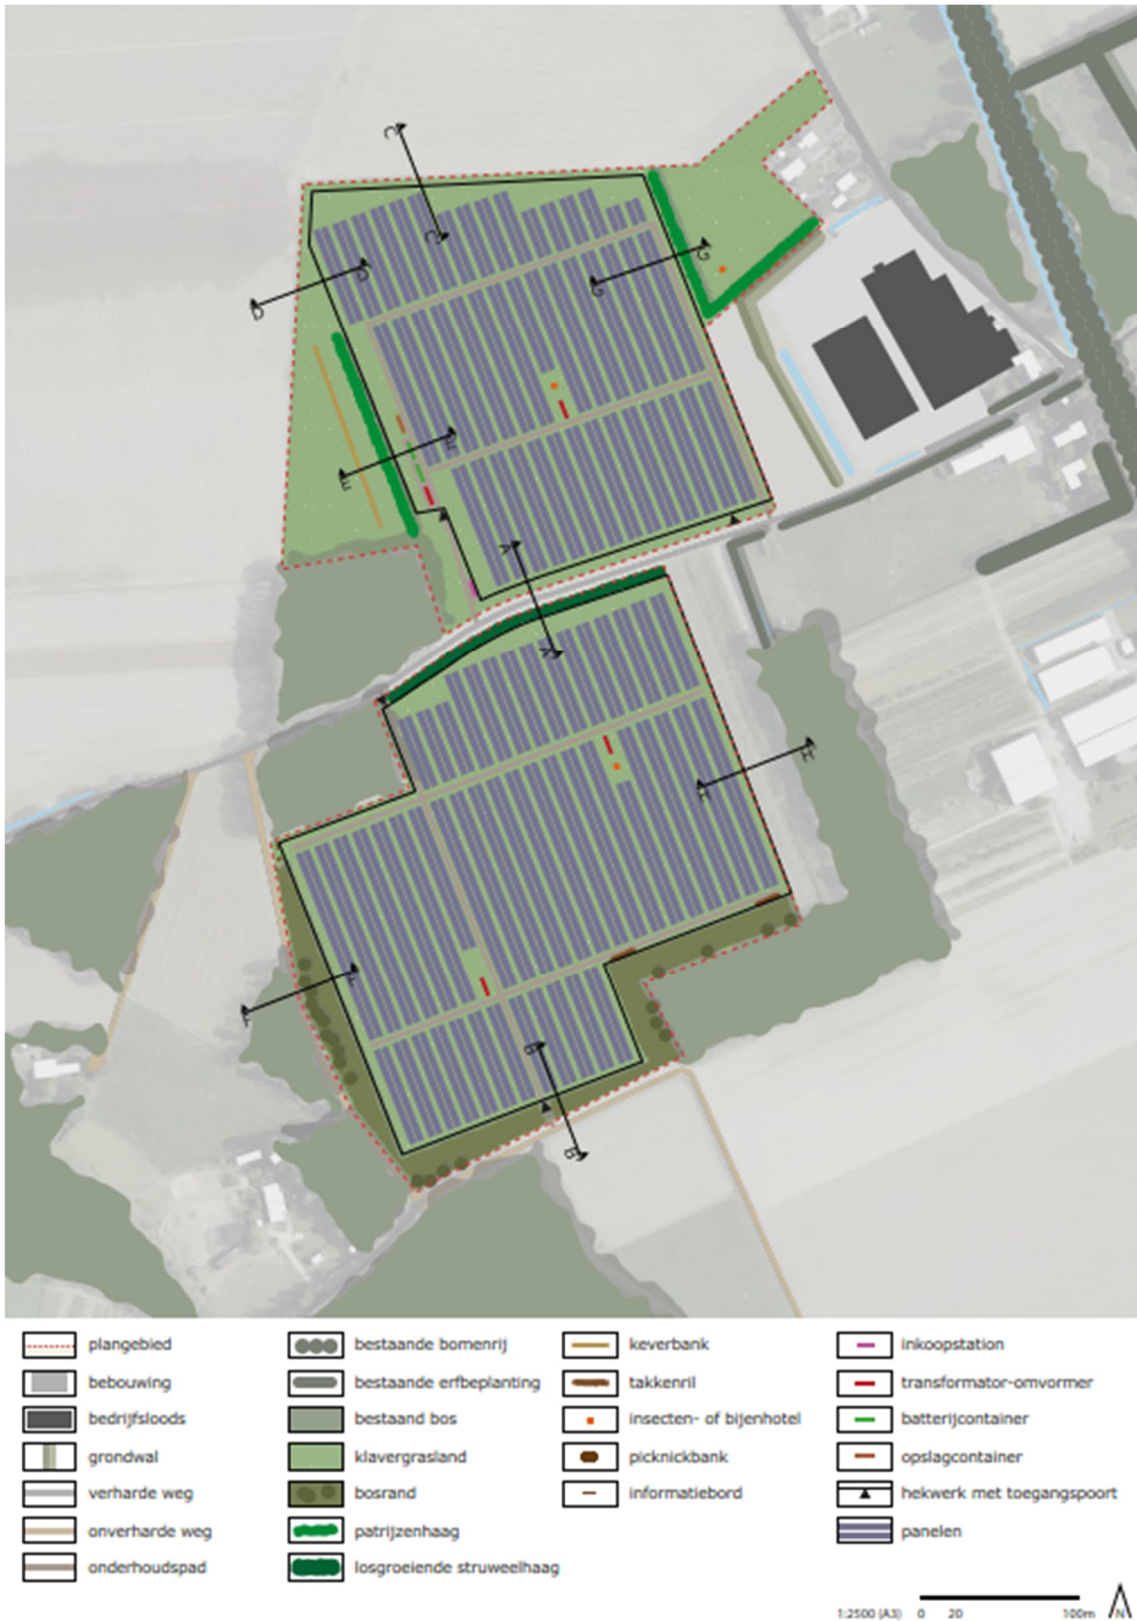 C'
C'
D
D
G
G'
E
E'
A
A'
H
H'
F
F'
B
B'
plangebied
bebouwing
bedrijfsloods
grondwal
verharde weg
onverharde weg
onderhoudspad
bestaande bomenrij
bestaande erfbeplanting
bestaand bos
klavergrasland
bosrand
patrijzenhaag
losgroeiende struweelhaag
keverbank
takkenril
insecten- of bijenhotel
picknickbank
informatiebord
inkoopstation
transformator-omvormer
batterijcontainer
opslagcontainer
hekwerk met toegangspoort
panelen
1:2500 (A3) 0 20 100m N